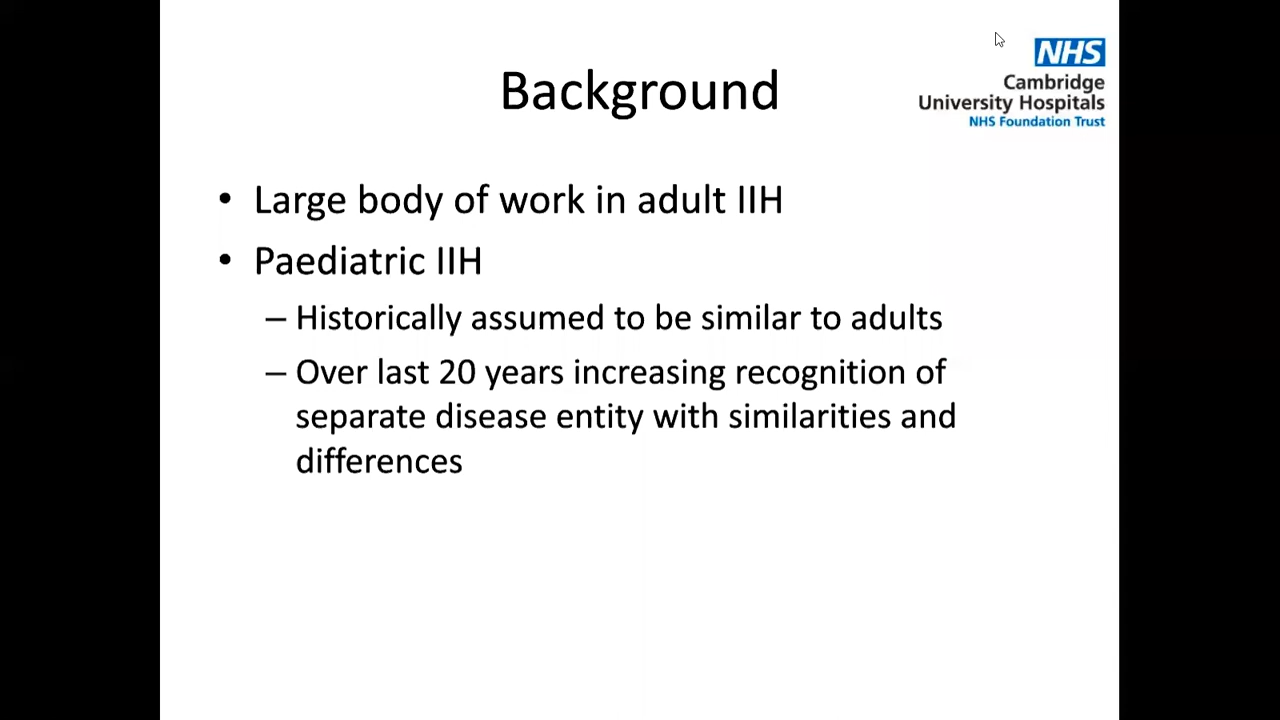 Background
NHS
Cambridge
University Hospitals
NHS Foundation Trust
• Large body of work in adult IIH
• Paediatric IIH
– Historically assumed to be similar to adults
– Over last 20 years increasing recognition of
separate disease entity with similarities and
differences